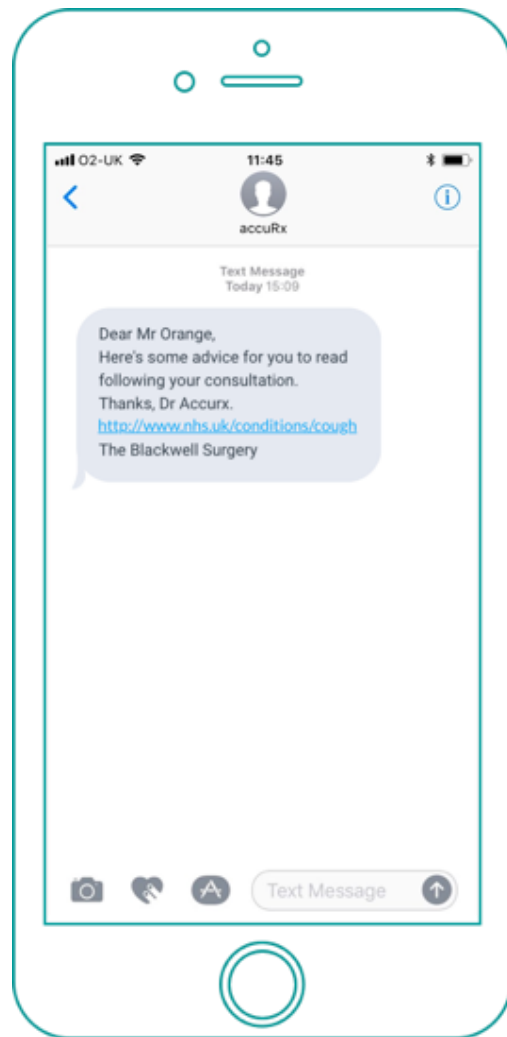 O2-UK 11:45
accuRx
Text Message
Today 15:09
Dear Mr Orange,
Here's some advice for you to read
following your consultation.
Thanks, Dr Accurx.
http://www.nhs.uk/conditions/cough
The Blackwell Surgery
Text Message